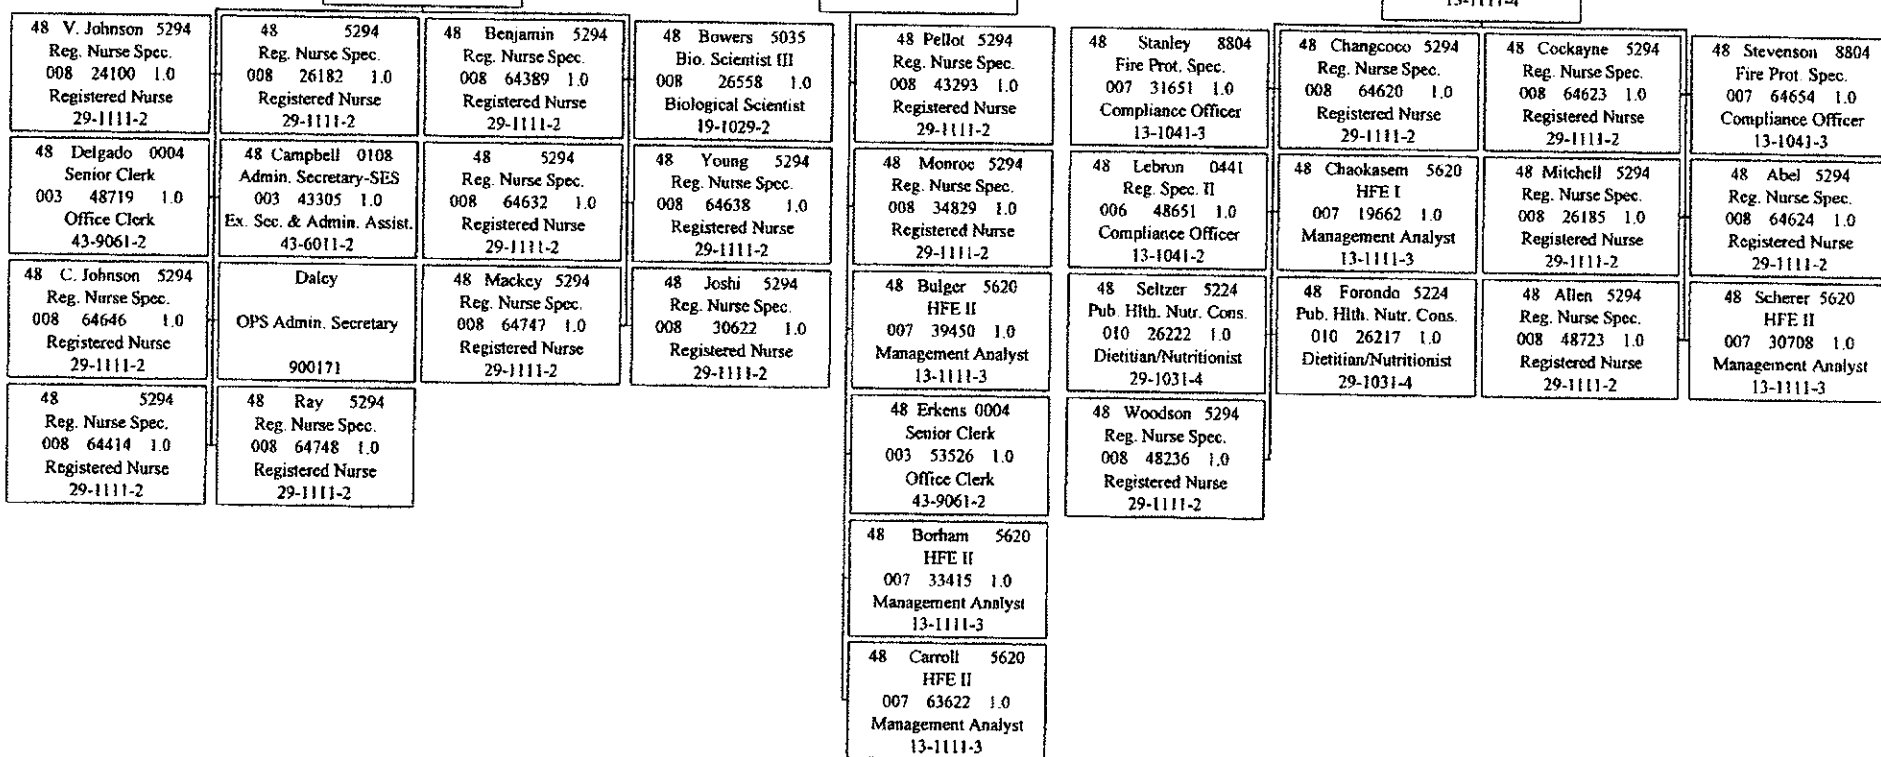 13-1111-4
48 V. Johnson 5294
Reg. Nurse Spec.
008 24100 1.0
Registered Nurse
29-1111-2
48 5294
Reg. Nurse Spec.
008 26182 1.0
Registered Nurse
29-1111-2
48 Benjamin 5294
Reg. Nurse Spec.
008 64389 1.0
Registered Nurse
29-1111-2
48 Bowers 5035
Bio. Scientist III
008 26558 1.0
Biological Scientist
19-1029-2
48 Pellot 5294
Reg. Nurse Spec.
008 43293 1.0
Registered Nurse
29-1111-2
48 Stanley 8804
Fire Prot. Spec.
007 31651 1.0
Compliance Officer
13-1041-3
48 Changcoco 5294
Reg. Nurse Spec.
008 64620 1.0
Registered Nurse
29-1111-2
48 Cockayne 5294
Reg. Nurse Spec.
008 64623 1.0
Registered Nurse
29-1111-2
48 Stevenson 8804
Fire Prot. Spec.
007 64654 1.0
Compliance Officer
13-1041-3
48 Delgado 0004
Senior Clerk
003 48719 1.0
Office Clerk
43-9061-2
48 Campbell 0108
Admin. Secretary-SES
003 43305 1.0
Ex. Sec. & Admin. Assist.
43-6011-2
48 5294
Reg. Nurse Spec.
008 64632 1.0
Registered Nurse
29-1111-2
48 Young 5294
Reg. Nurse Spec.
008 64638 1.0
Registered Nurse
29-1111-2
48 Monroe 5294
Reg. Nurse Spec.
008 34829 1.0
Registered Nurse
29-1111-2
48 Lebron 0441
Reg. Spec. II
006 48651 1.0
Compliance Officer
13-1041-2
48 Chaokasem 5620
HFE I
007 19662 1.0
Management Analyst
13-1111-3
48 Mitchell 5294
Reg. Nurse Spec.
008 26185 1.0
Registered Nurse
29-1111-2
48 Abel 5294
Reg. Nurse Spec.
008 64624 1.0
Registered Nurse
29-1111-2
48 C. Johnson 5294
Reg. Nurse Spec.
008 64646 1.0
Registered Nurse
29-1111-2
Daley
OPS Admin. Secretary
900171
48 Mackey 5294
Reg. Nurse Spec.
008 64747 1.0
Registered Nurse
29-1111-2
48 Joshi 5294
Reg. Nurse Spec.
008 30622 1.0
Registered Nurse
29-1111-2
48 Bulger 5620
HFE II
007 39450 1.0
Management Analyst
13-1111-3
48 Seltzer 5224
Pub. Hlth. Nutr. Cons.
010 26222 1.0
Dietitian/Nutritionist
29-1031-4
48 Forondo 5224
Pub. Hlth. Nutr. Cons.
010 26217 1.0
Dietitian/Nutritionist
29-1031-4
48 Allen 5294
Reg. Nurse Spec.
008 48723 1.0
Registered Nurse
29-1111-2
48 Scherer 5620
HFE II
007 30708 1.0
Management Analyst
13-1111-3
48 5294
Reg. Nurse Spec.
008 64414 1.0
Registered Nurse
29-1111-2
48 Ray 5294
Reg. Nurse Spec.
008 64748 1.0
Registered Nurse
29-1111-2
48 Erkens 0004
Senior Clerk
003 53526 1.0
Office Clerk
43-9061-2
48 Woodson 5294
Reg. Nurse Spec.
008 48236 1.0
Registered Nurse
29-1111-2
48 Borham 5620
HFE II
007 33415 1.0
Management Analyst
13-1111-3
48 Carroll 5620
HFE II
007 63622 1.0
Management Analyst
13-1111-3